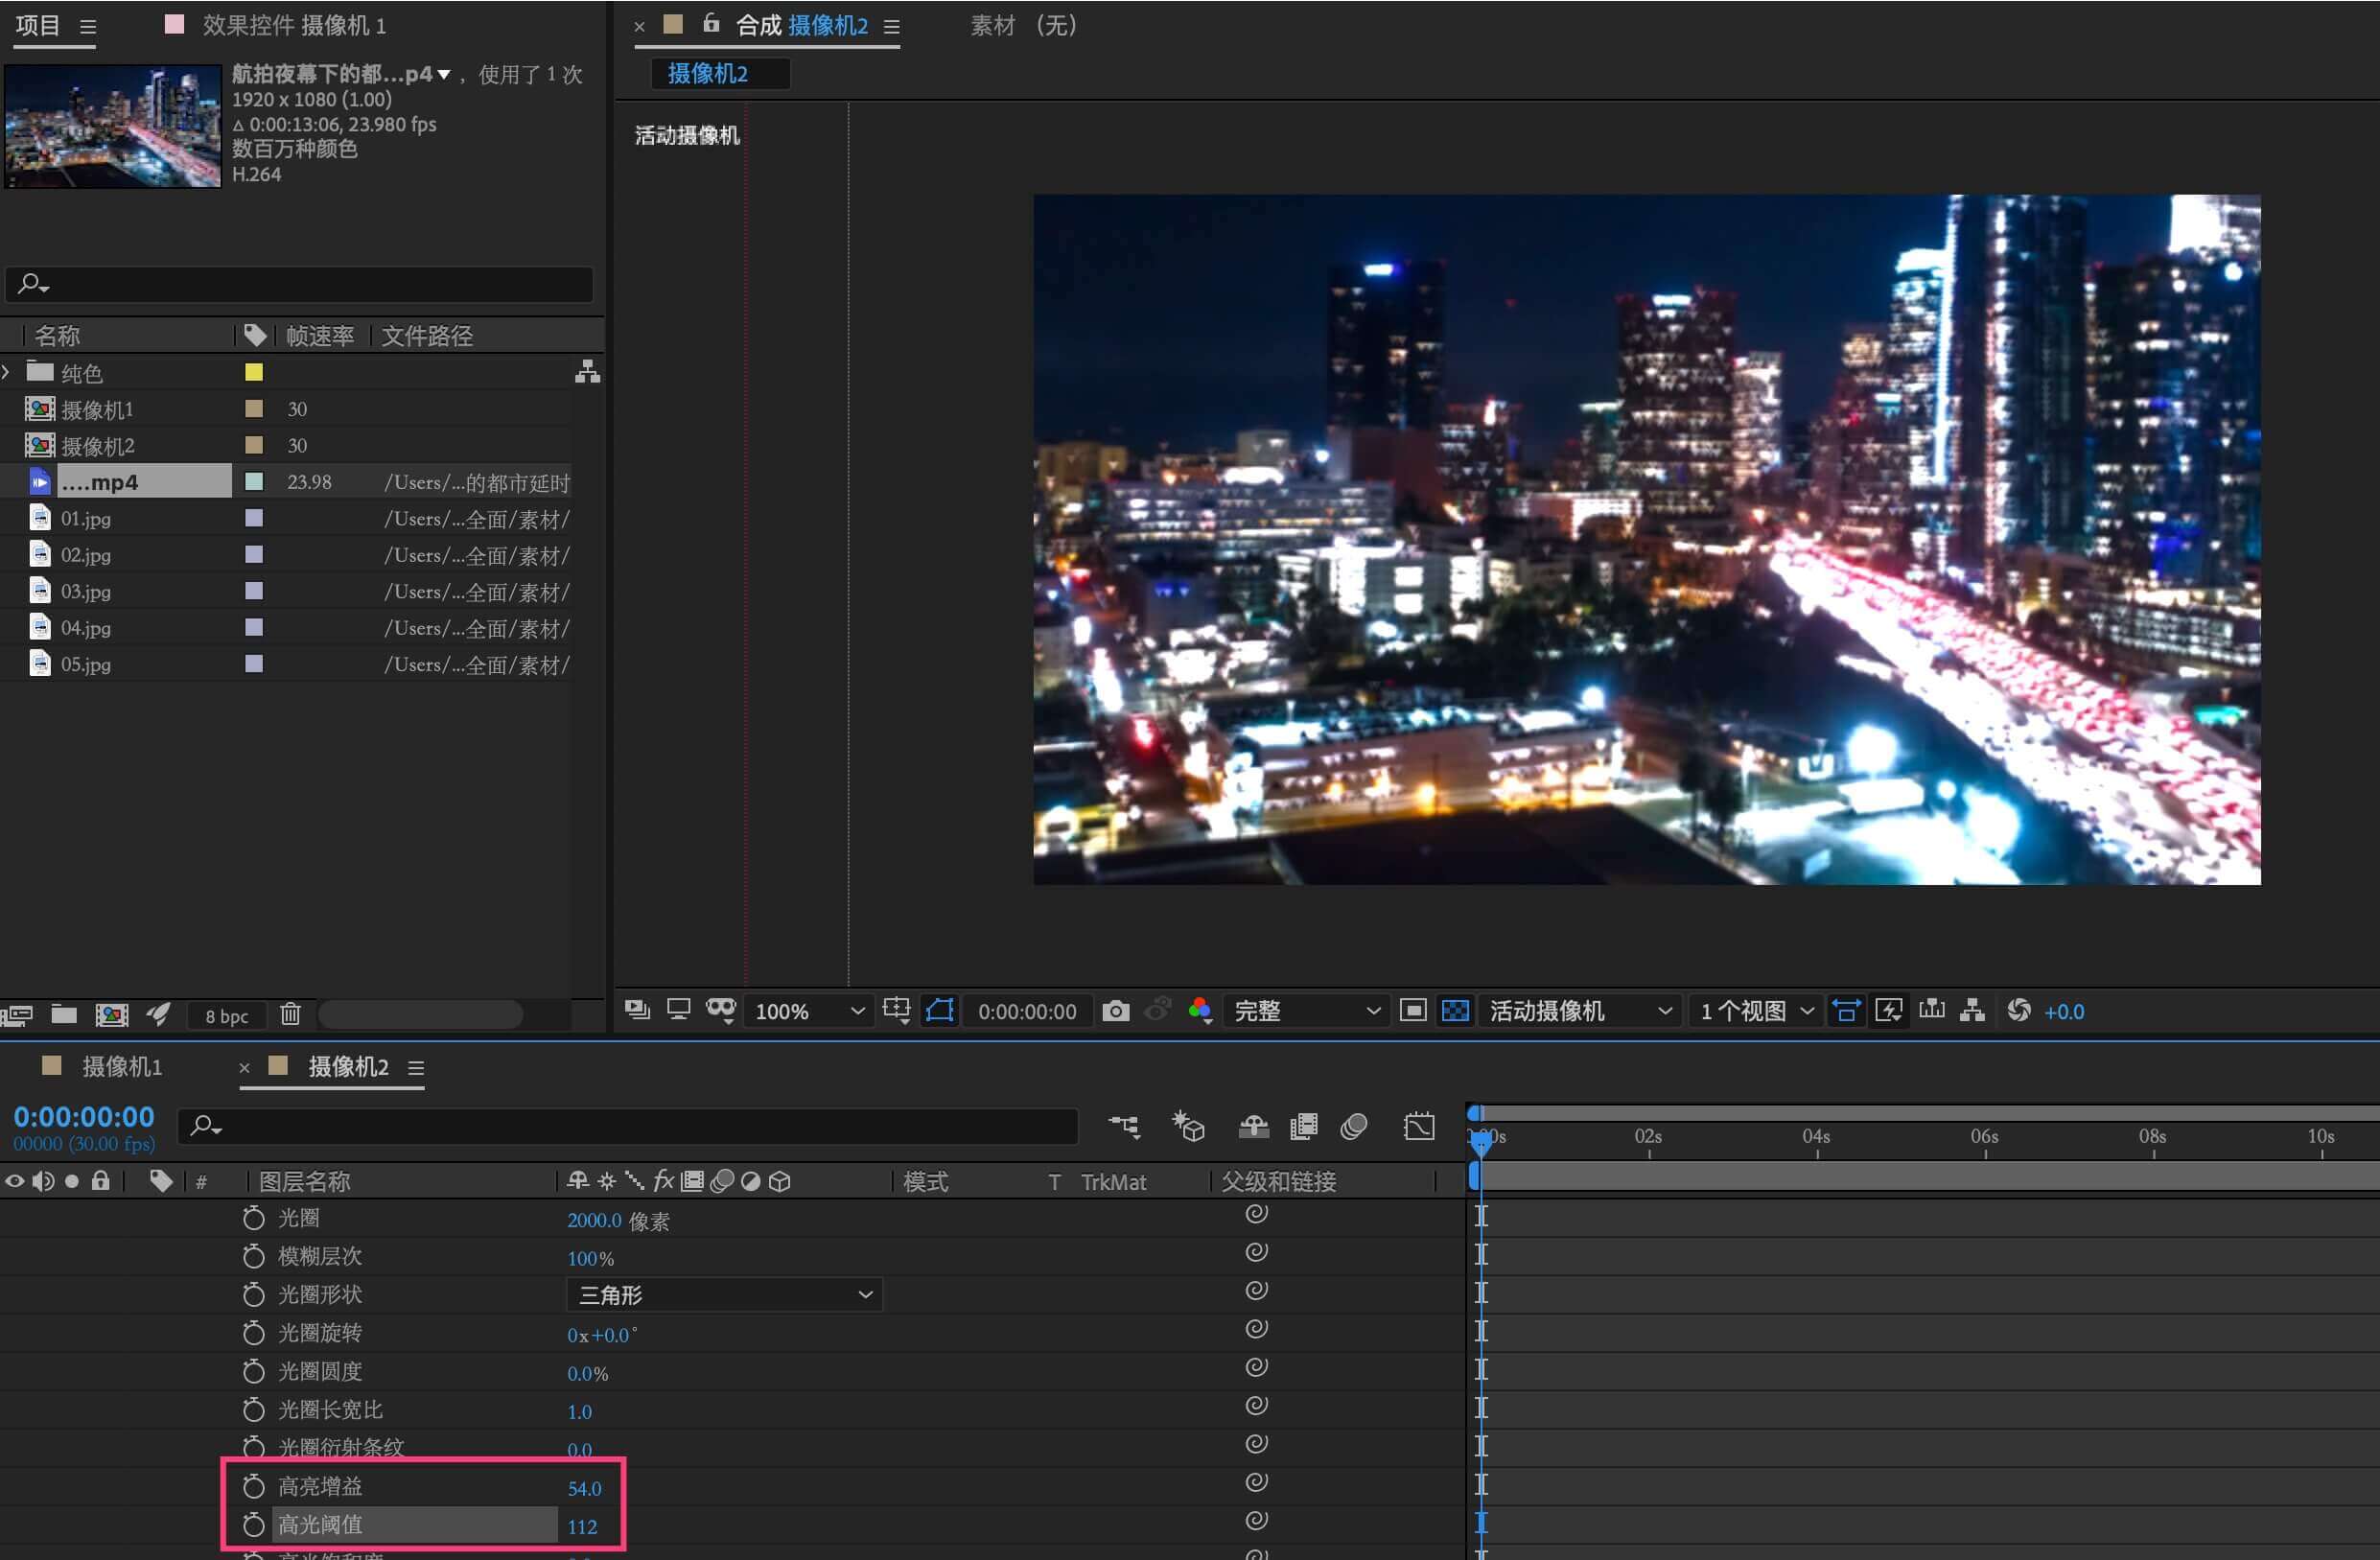 项目
效果控件 摄像机 1
航拍夜幕下的都...p4 ，使用了 1 次
1920 x 1080 (1.00)
Δ 0:00:13:06, 23.980 fps
数百万种颜色
H.264
名称
帧速率
文件路径
纯色
摄像机1
30
摄像机2
30
....mp4
23.98
/Users/...的都市延时
01.jpg
/Users/...全面/素材/
02.jpg
/Users/...全面/素材/
03.jpg
/Users/...全面/素材/
04.jpg
/Users/...全面/素材/
05.jpg
/Users/...全面/素材/
8 bpc
× 合成 摄像机2
素材 （无）
摄像机2
活动摄像机
100%
0:00:00:00
完整
活动摄像机
1 个视图
+0.0
摄像机1
× 摄像机2
0:00:00:00
00000 (30.00 fps)
02s
04s
06s
08s
10s
#
图层名称
fx
模式
T TrkMat
父级和链接
光圈
2000.0 像素
模糊层次
100%
光圈形状
三角形
光圈旋转
0x+0.0°
光圈圆度
0.0%
光圈长宽比
1.0
光圈衍射条纹
0.0
高亮增益
54.0
高光阈值
112